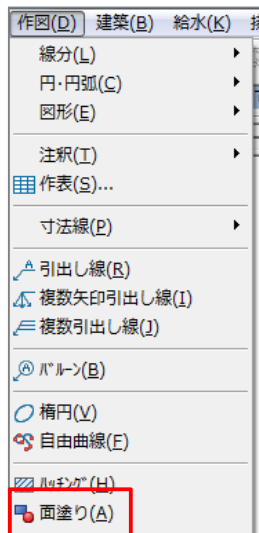 作図(D) 建築(B) 給水(K)
線分(L)
円・円弧(C)
図形(E)
注釈(T)
作表(S)...
寸法線(P)
引出し線(R)
複数矢印引出し線(I)
複数引出し線(J)
ﾊﾞﾙｰﾝ(B)
楕円(V)
自由曲線(F)
ﾊｯﾁﾝｸﾞ(H)
面塗り(A)